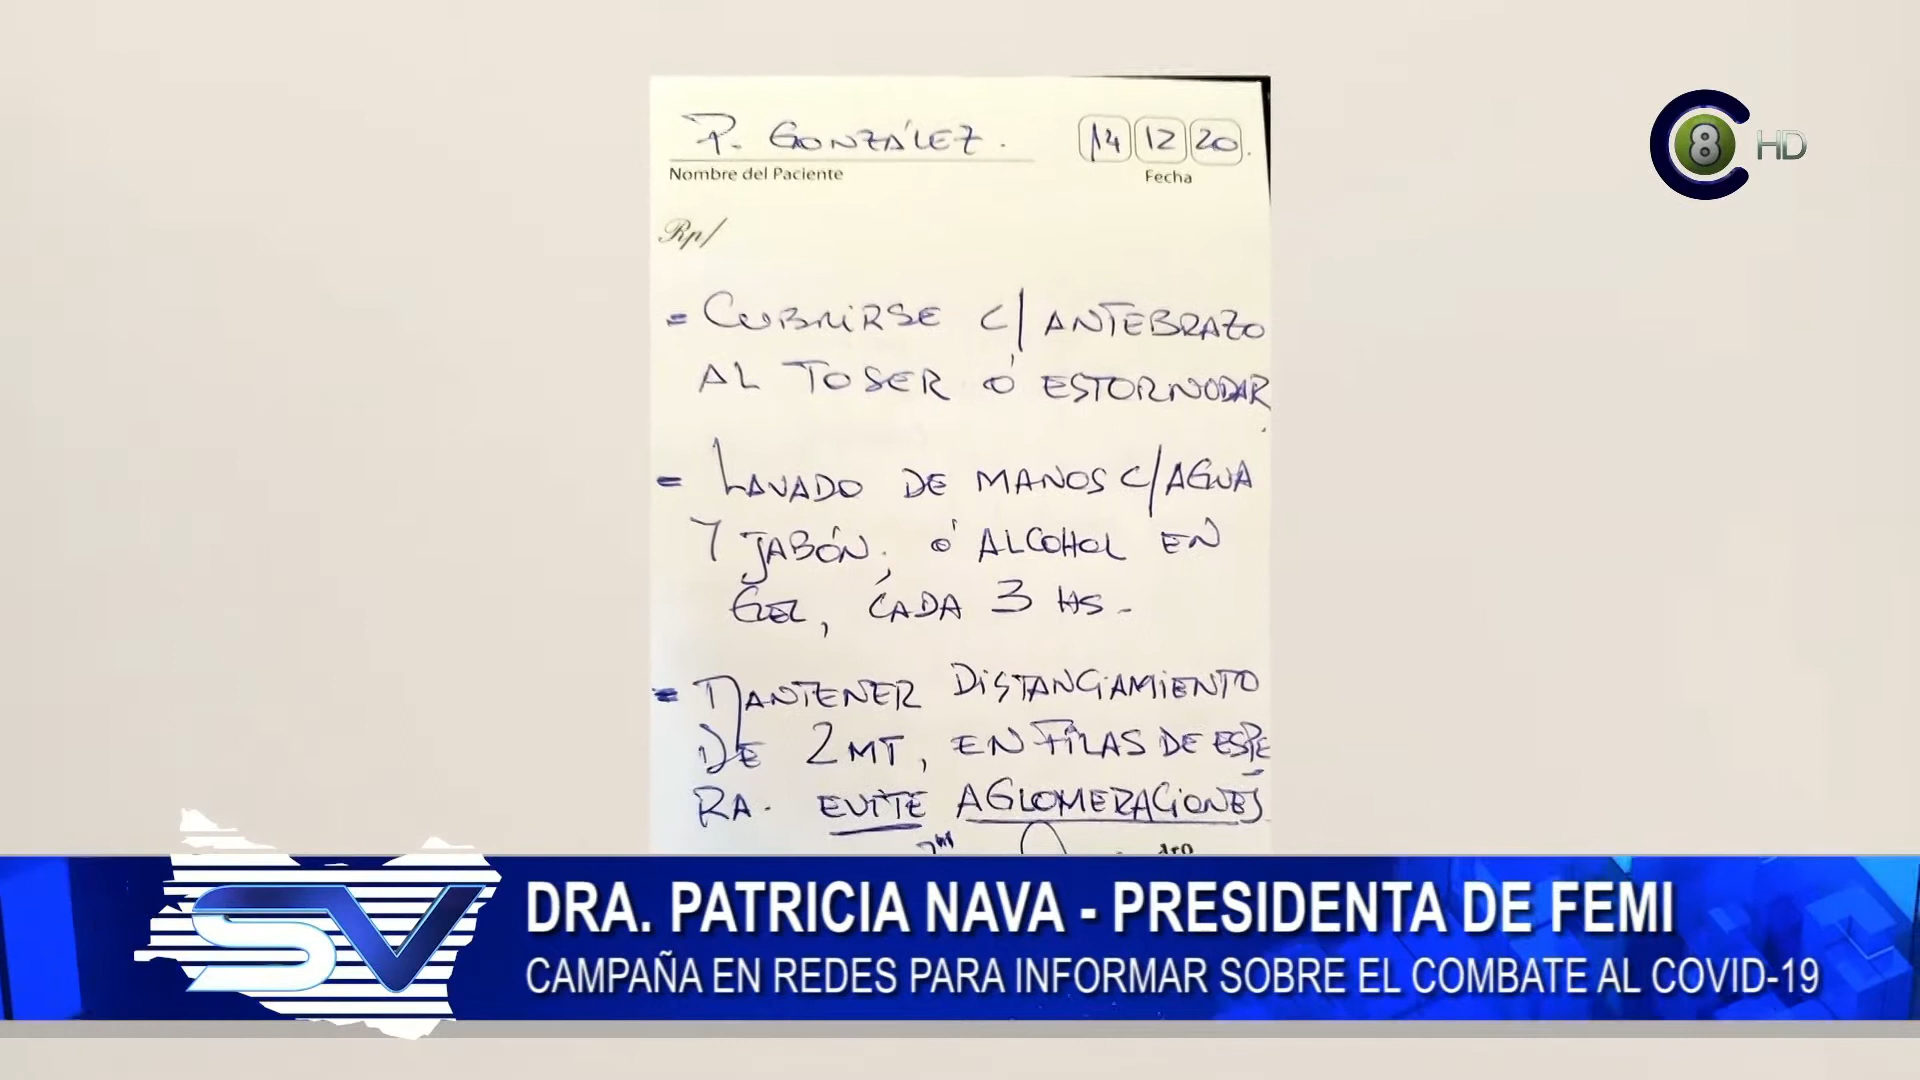 P. GONZÁLEZ.
14 12 20.
Nombre del Paciente
Fecha
Rp/
= CUBRIRSE C/ ANTEBRAZO
AL TOSER Ó ESTORNUDAR.
= LAVADO DE MANOS C/AGUA
Y JABÓN; Ó ALCOHOL EN
GEL, CADA 3 HS.-
= MANTENER DISTANCIAMIENTO
DE 2 MT, EN FILAS DE ESPE
RA. EVITE AGLOMERACIONES
C 8 HD
SV
DRA. PATRICIA NAVA - PRESIDENTA DE FEMI
CAMPAÑA EN REDES PARA INFORMAR SOBRE EL COMBATE AL COVID-19